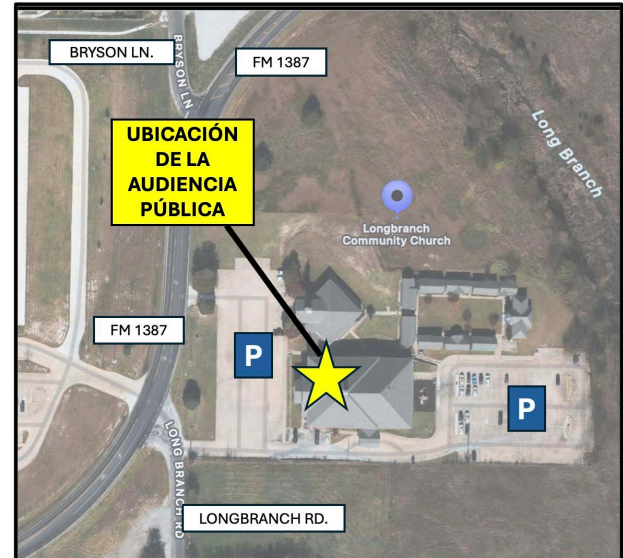 BRYSON LN.
BRYSON LN
FM 1387
UBICACIÓN
DE LA
AUDIENCIA
PÚBLICA
Long Branch
Longbranch
Community Church
FM 1387
P
P
LONG BRANCH RD
LONGBRANCH RD.